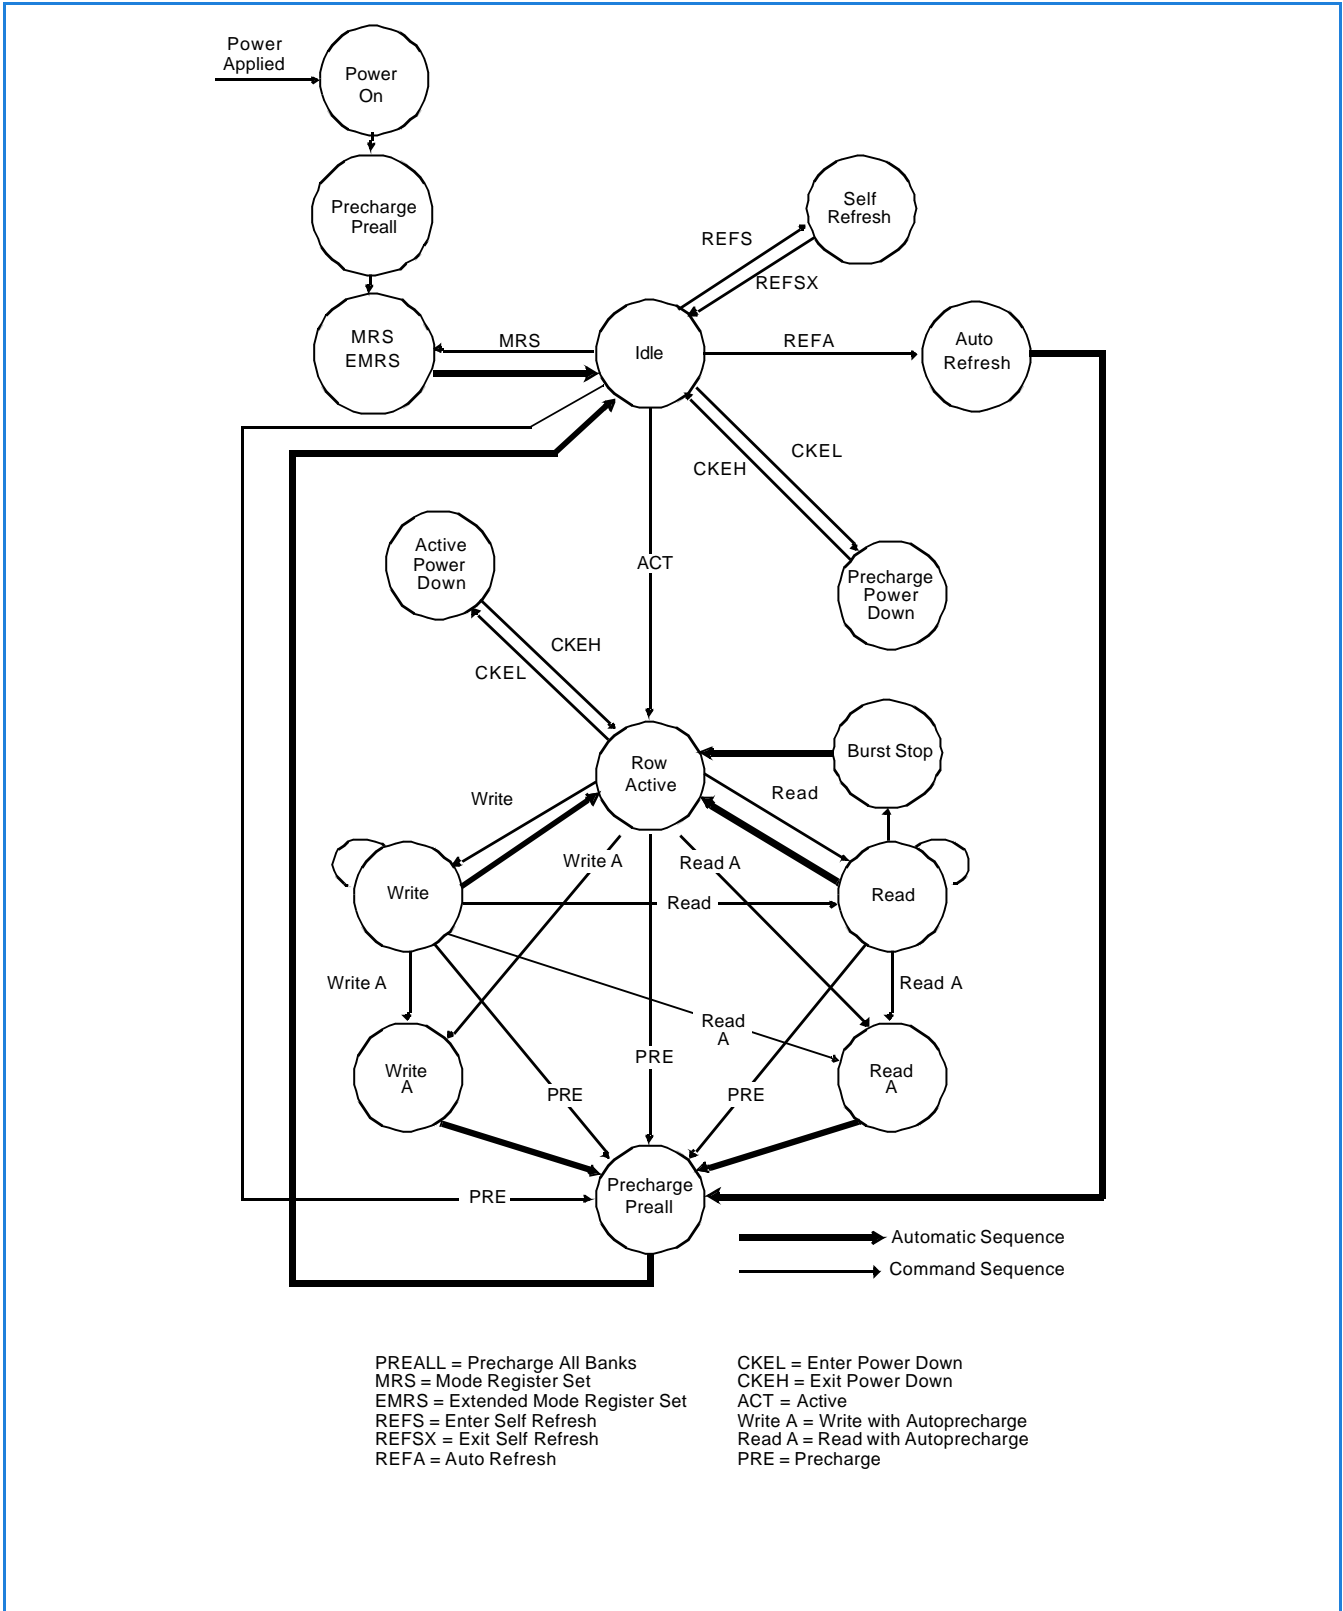 Power
Applied
Power
On
Precharge
Preall
Self
Refresh
REFS
REFSX
MRS
EMRS
MRS
Idle
REFA
Auto
Refresh
CKEL
CKEH
Active
Power
Down
ACT
Precharge
Power
Down
CKEH
CKEL
Row
Active
Burst Stop
Write
Read
Write A
Read A
Write
Read
Read
Write A
Read A
Read
A
Write
A
PRE
Read
A
PRE
PRE
Precharge
Preall
PRE
Automatic Sequence
Command Sequence
PREALL = Precharge All Banks
MRS = Mode Register Set
EMRS = Extended Mode Register Set
REFS = Enter Self Refresh
REFSX = Exit Self Refresh
REFA = Auto Refresh
CKEL = Enter Power Down
CKEH = Exit Power Down
ACT = Active
Write A = Write with Autoprecharge
Read A = Read with Autoprecharge
PRE = Precharge